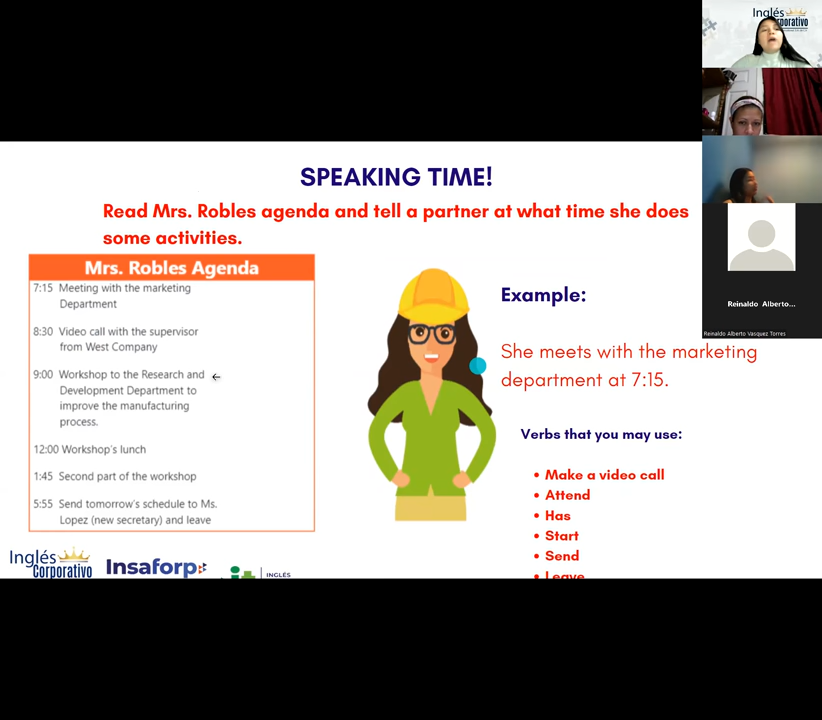 SPEAKING TIME!
Read Mrs. Robles agenda and tell a partner at what time she does
some activities.
Mrs. Robles Agenda
7:15 Meeting with the marketing
Department
8:30 Video call with the supervisor
from West Company
9:00 Workshop to the Research and
Development Department to
improve the manufacturing
process.
12:00 Workshop's lunch
1:45 Second part of the workshop
5:55 Send tomorrow's schedule to Ms.
Lopez (new secretary) and leave
Example:
She meets with the marketing
department at 7:15.
Verbs that you may use:
• Make a video call
• Attend
• Has
• Start
• Send
• Leave
Inglés
Corporativo
Insaforp
it
INGLÉS
Inglés
Corporativo
Reinaldo Alberto...
Reinaldo Alberto Vasquez Torres